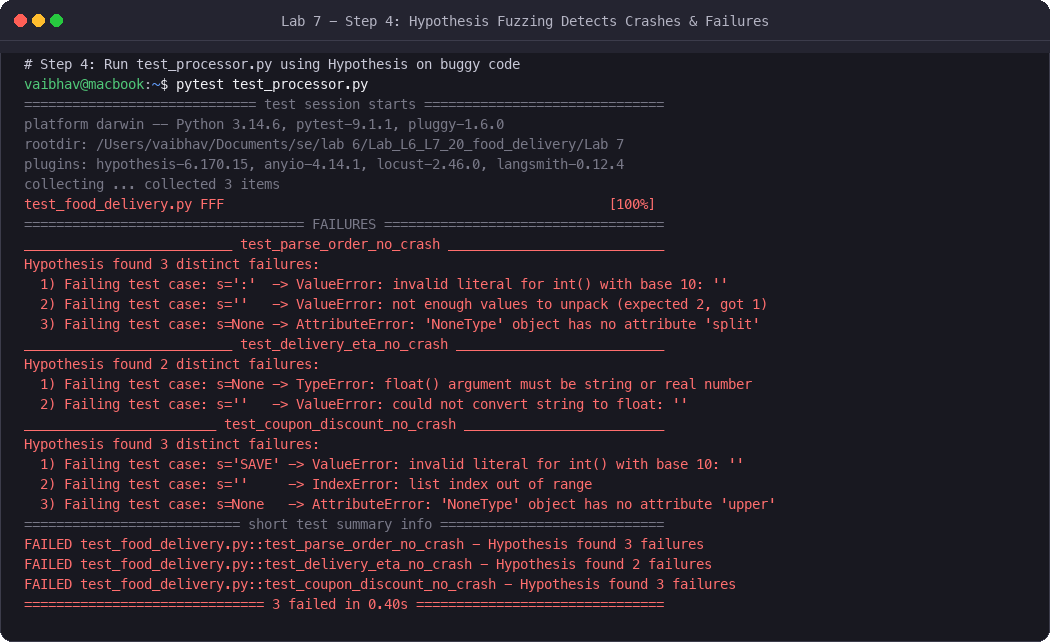 Lab 7 — Step 4: Hypothesis Fuzzing Detects Crashes & Failures
# Step 4: Run test_processor.py using Hypothesis on buggy code
vaibhav@macbook:~$ pytest test_processor.py
============================= test session starts ==============================
platform darwin -- Python 3.14.6, pytest-9.1.1, pluggy-1.6.0
rootdir: /Users/vaibhav/Documents/se/lab 6/Lab_L6_L7_20_food_delivery/Lab 7
plugins: hypothesis-6.170.15, anyio-4.14.1, locust-2.46.0, langsmith-0.12.4
collecting ... collected 3 items
test_food_delivery.py FFF [100%]
=================================== FAILURES ===================================
__________________________ test_parse_order_no_crash ___________________________
Hypothesis found 3 distinct failures:
1) Failing test case: s=':' -> ValueError: invalid literal for int() with base 10: ''
2) Failing test case: s='' -> ValueError: not enough values to unpack (expected 2, got 1)
3) Failing test case: s=None -> AttributeError: 'NoneType' object has no attribute 'split'
__________________________ test_delivery_eta_no_crash __________________________
Hypothesis found 2 distinct failures:
1) Failing test case: s=None -> TypeError: float() argument must be string or real number
2) Failing test case: s='' -> ValueError: could not convert string to float: ''
________________________ test_coupon_discount_no_crash _________________________
Hypothesis found 3 distinct failures:
1) Failing test case: s='SAVE' -> ValueError: invalid literal for int() with base 10: ''
2) Failing test case: s='' -> IndexError: list index out of range
3) Failing test case: s=None -> AttributeError: 'NoneType' object has no attribute 'upper'
=========================== short test summary info ============================
FAILED test_food_delivery.py::test_parse_order_no_crash - Hypothesis found 3 failures
FAILED test_food_delivery.py::test_delivery_eta_no_crash - Hypothesis found 2 failures
FAILED test_food_delivery.py::test_coupon_discount_no_crash - Hypothesis found 3 failures
============================== 3 failed in 0.40s ===============================